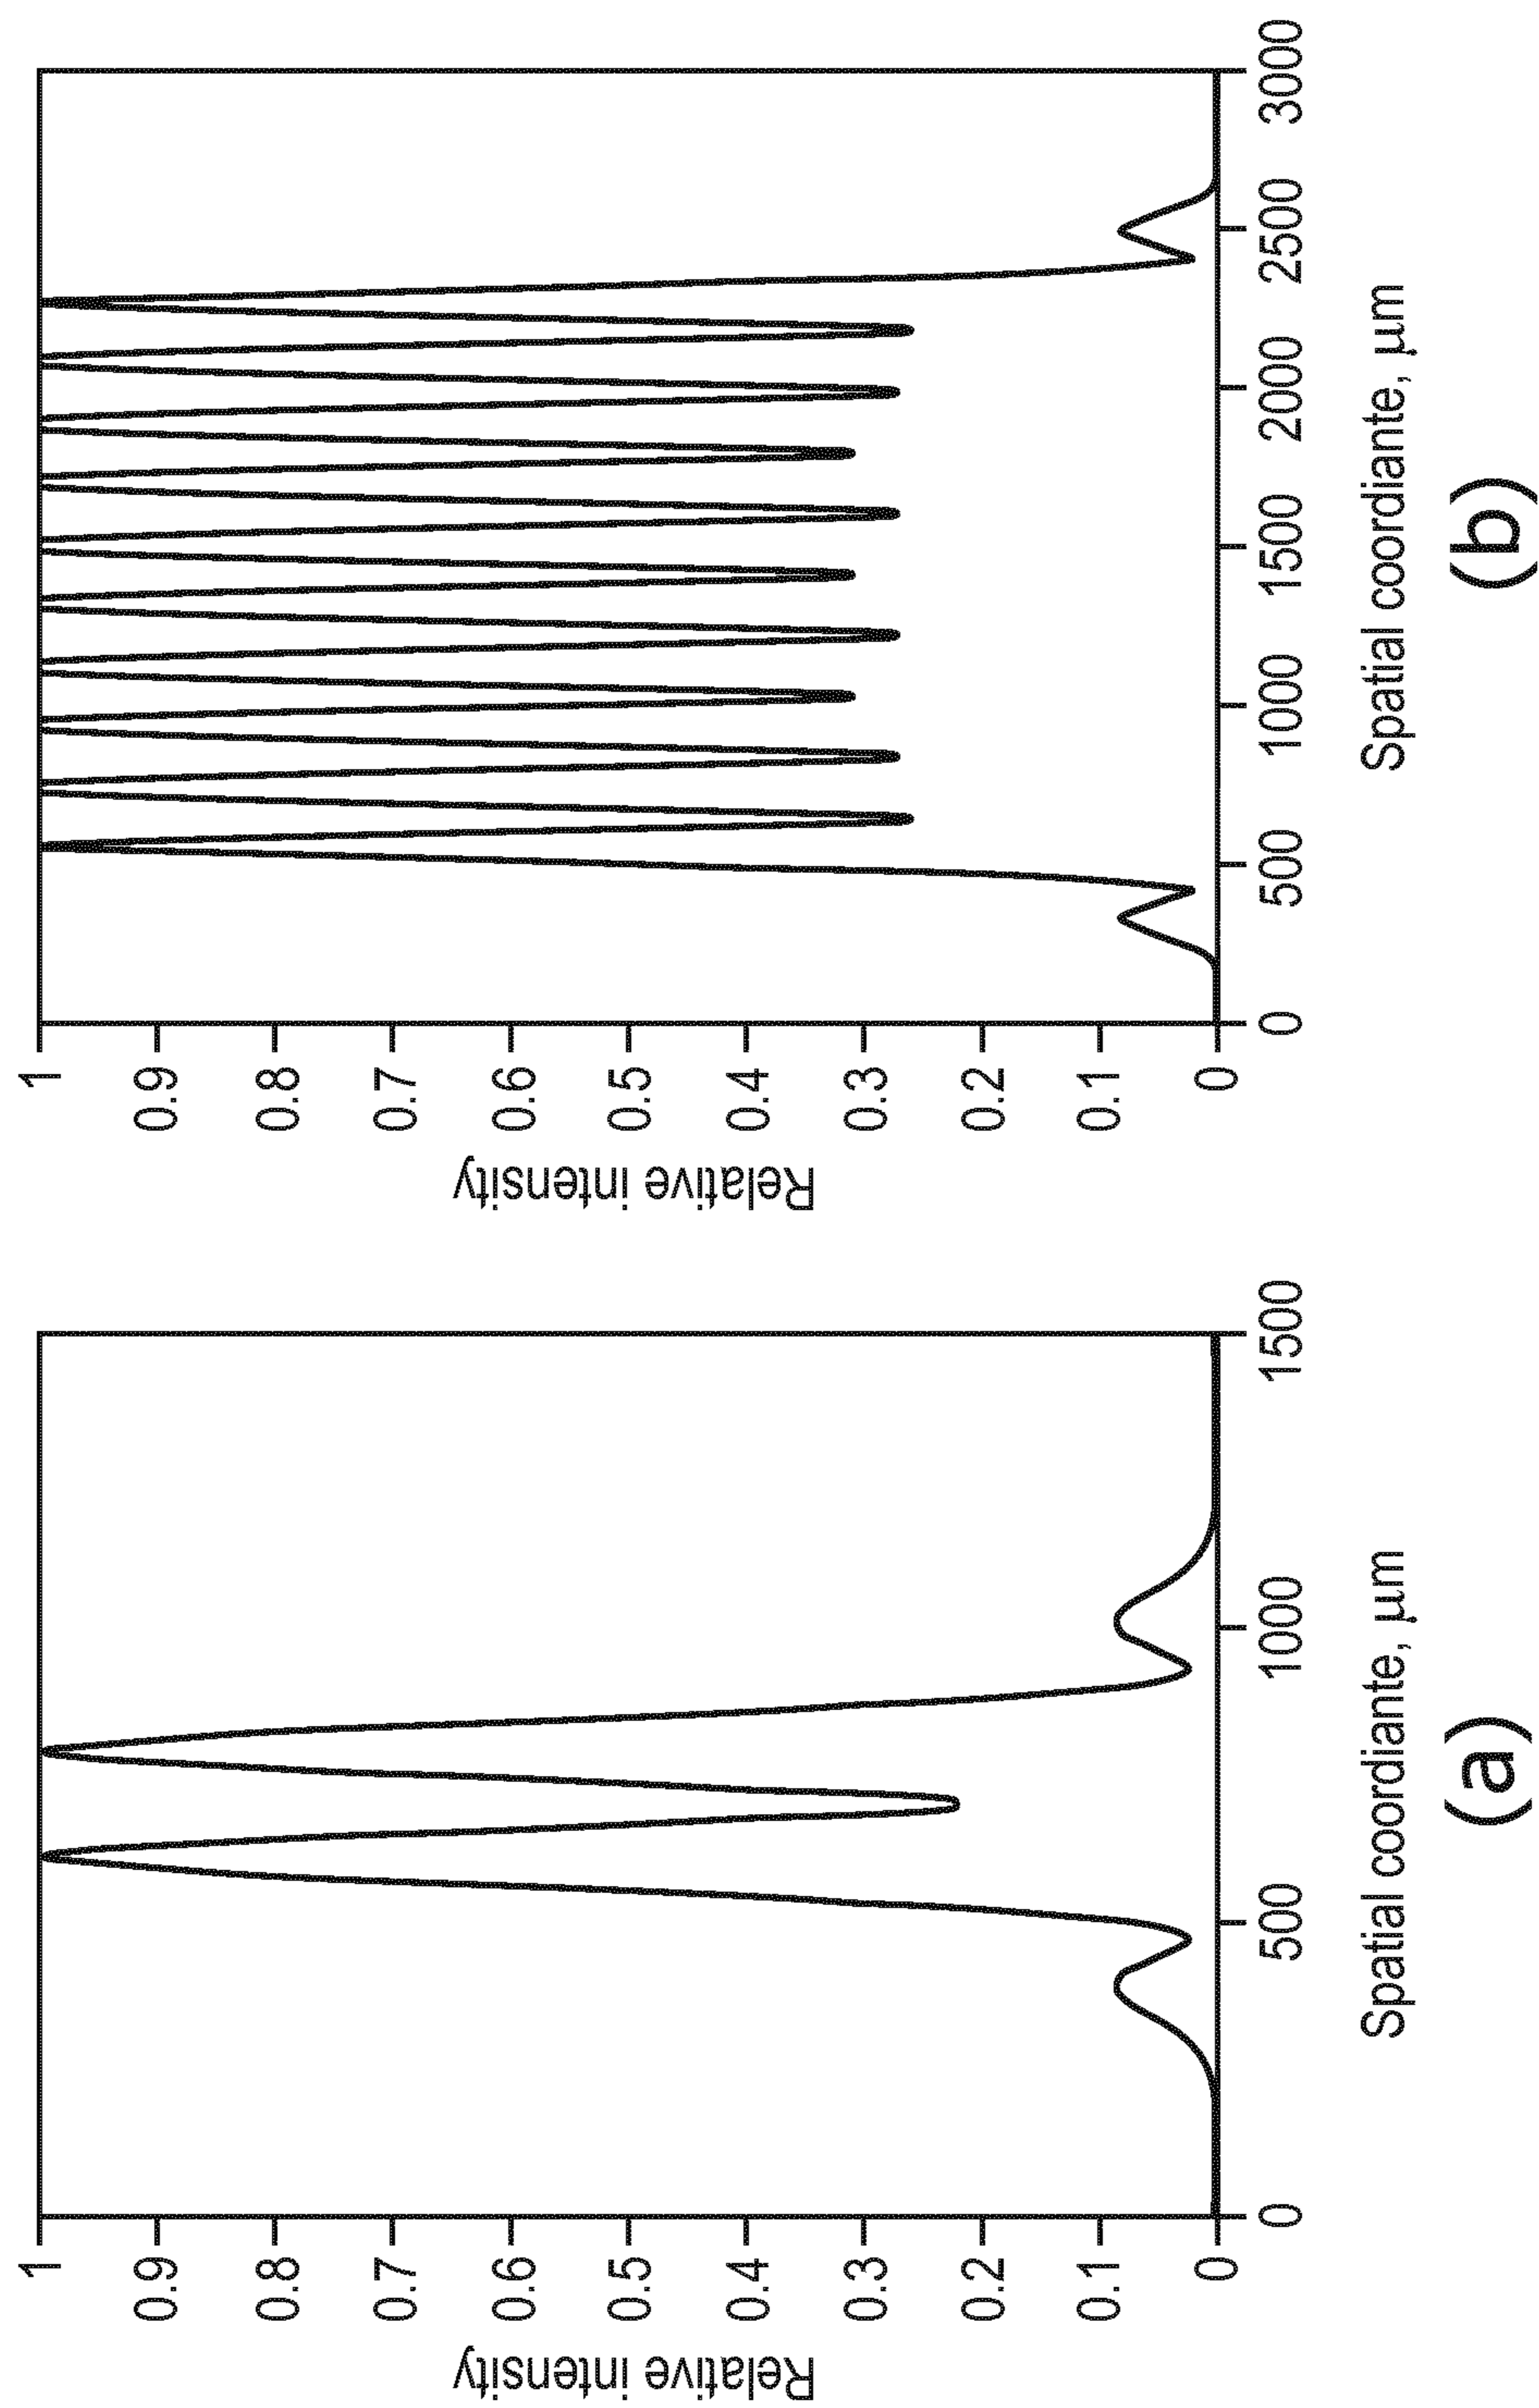 Relative intensity
1
0.9
0.8
0.7
0.6
0.5
0.4
0.3
0.2
0.1
0
0 500 1000 1500
Spatial coordiante, µm
(a)
Relative intensity
1
0.9
0.8
0.7
0.6
0.5
0.4
0.3
0.2
0.1
0
0 500 1000 1500 2000 2500 3000
Spatial coordiante, µm
(b)